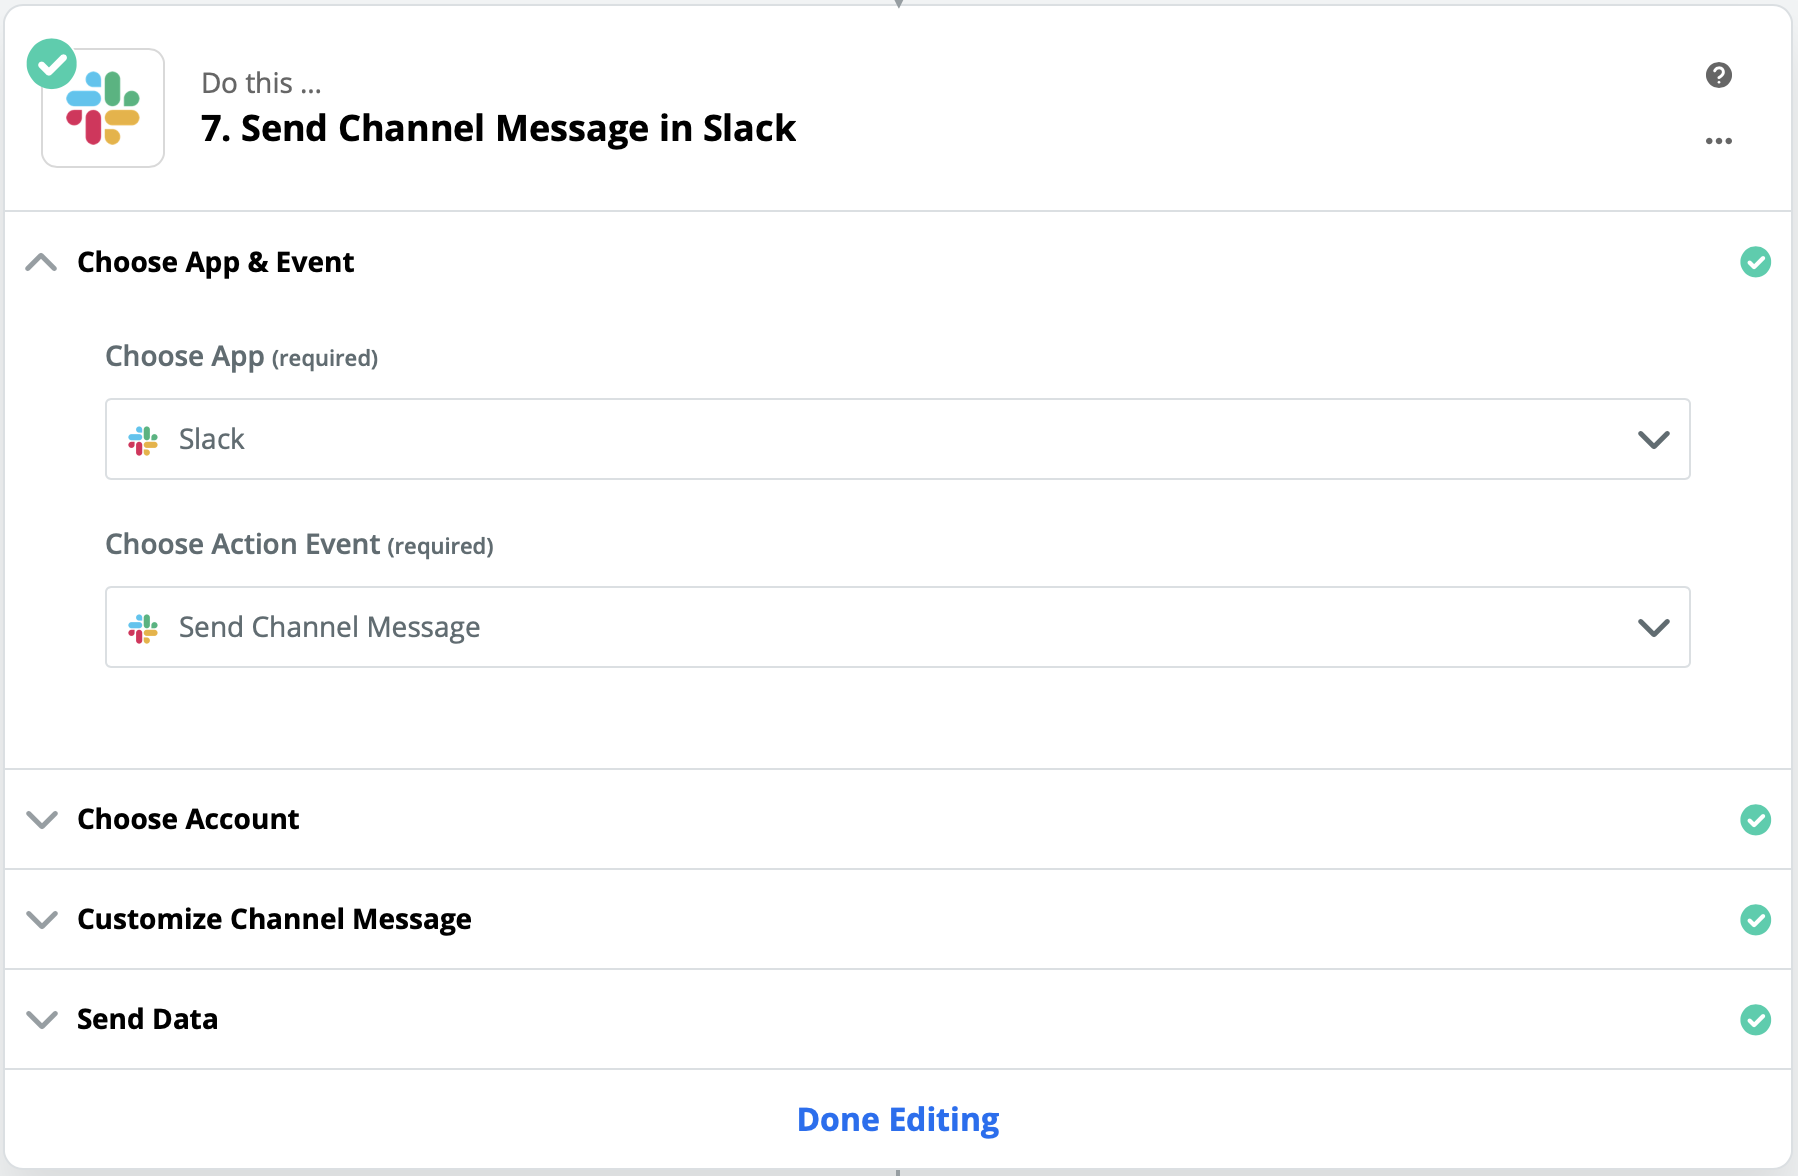 Do this ...
7. Send Channel Message in Slack
Choose App & Event
Choose App (required)
Slack
Choose Action Event (required)
Send Channel Message
Choose Account
Customize Channel Message
Send Data
Done Editing